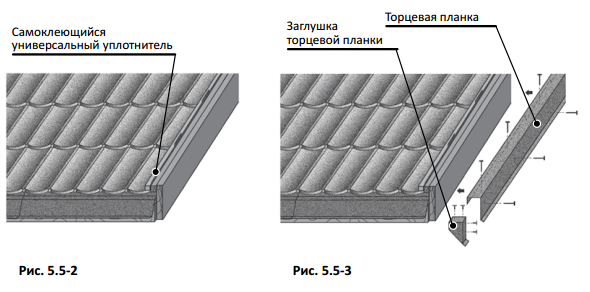 Самоклеющийся
универсальный уплотнитель
Заглушка
торцевой планки
Торцевая планка
Рис. 5.5-2
Рис. 5.5-3